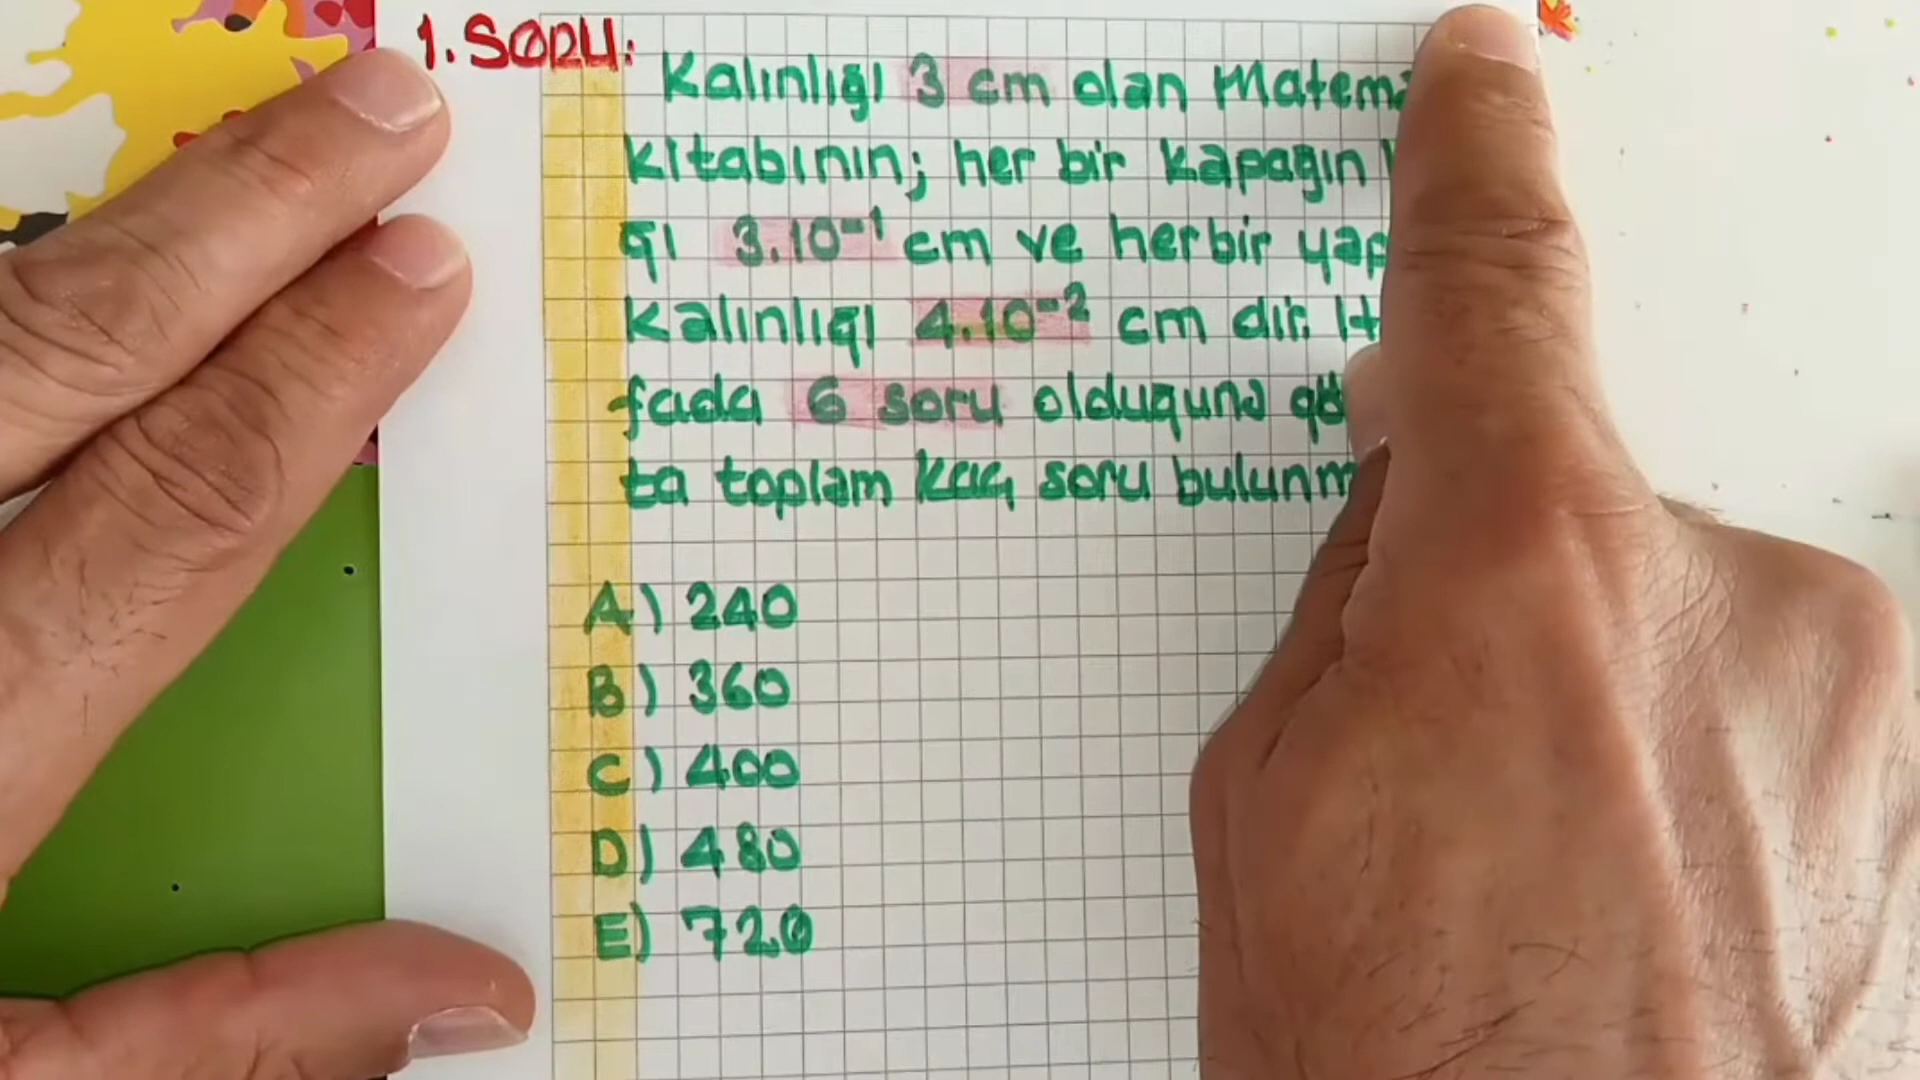 1. SORU:
Kalınlığı 3 cm olan Matem
kitabının; her bir kapağın
ğı 3.10⁻¹ cm ve herbir yap
kalınlığı 4.10⁻² cm dir. 1t
fada 6 soru olduğuna gö
ta toplam kaç soru bulunm
A) 240
B) 360
C) 400
D) 480
E) 720